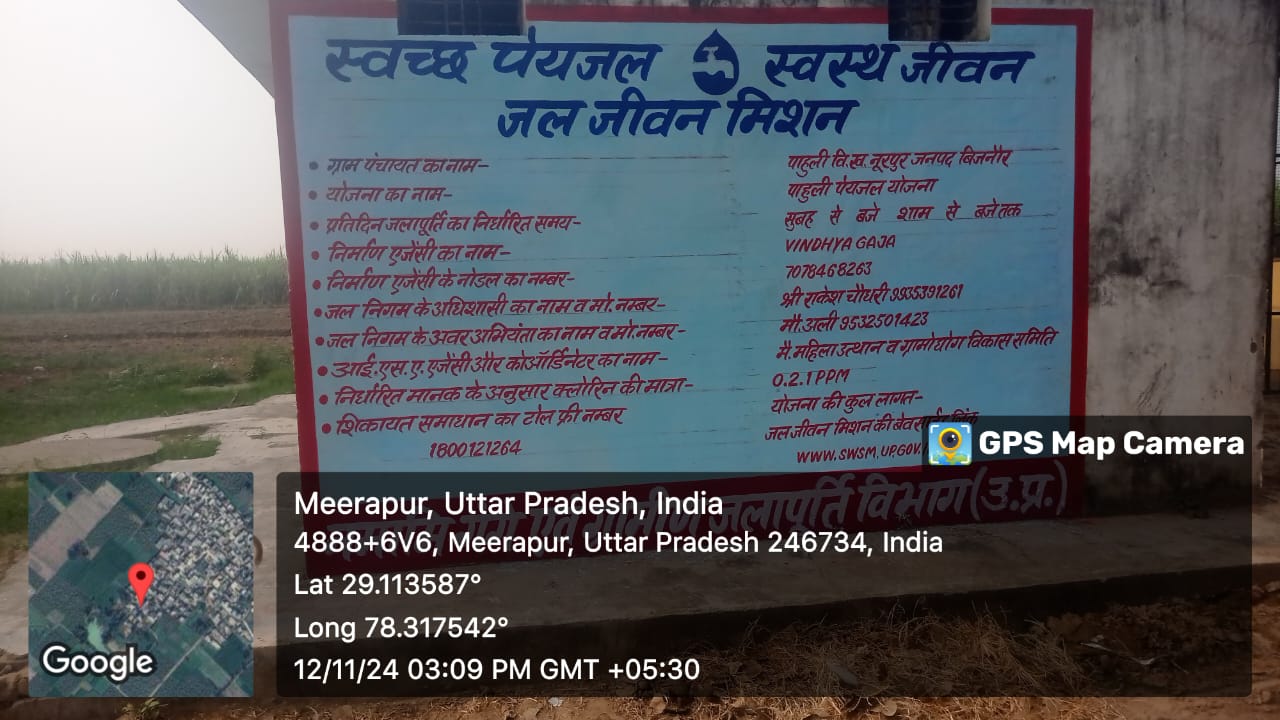 स्वच्छ पेयजल स्वस्थ जीवन
जल जीवन मिशन
• ग्राम पंचायत का नाम- पाहुली वि.ख. नूरपुर जनपद बिजनौर
• योजना का नाम- पाहुली पेयजल योजना
• प्रतिदिन जलापूर्ति का निर्धारित समय- सुबह से बजे शाम से बजे तक
• निर्माण एजेंसी का नाम- VINDHYA GAJA
• निर्माण एजेंसी के नोडल का नम्बर- 7078468263
• जल निगम के अधिशासी का नाम व मो. नम्बर- श्री राकेश चौधरी 9935391261
• जल निगम के अवर अभियंता का नाम व मो. नम्बर- मौ. अली 9532501423
• आई.एस.ए. एजेंसी और कोऑर्डिनेटर का नाम- मै. महिला उत्थान व ग्रामोद्योग विकास समिति
• निर्धारित मानक के अनुसार क्लोरिन की मात्रा- 0.2.1 PPM
• शिकायत समाधान का टोल फ्री नम्बर योजना की कुल लागत-
1800121264 जल जीवन मिशन की
WWW.SWSM.UP.GOV.
जलापूर्ति विभाग (उ.प्र.)
GPS Map Camera
Meerapur, Uttar Pradesh, India
4888+6V6, Meerapur, Uttar Pradesh 246734, India
Lat 29.113587°
Long 78.317542°
12/11/24 03:09 PM GMT +05:30
Google